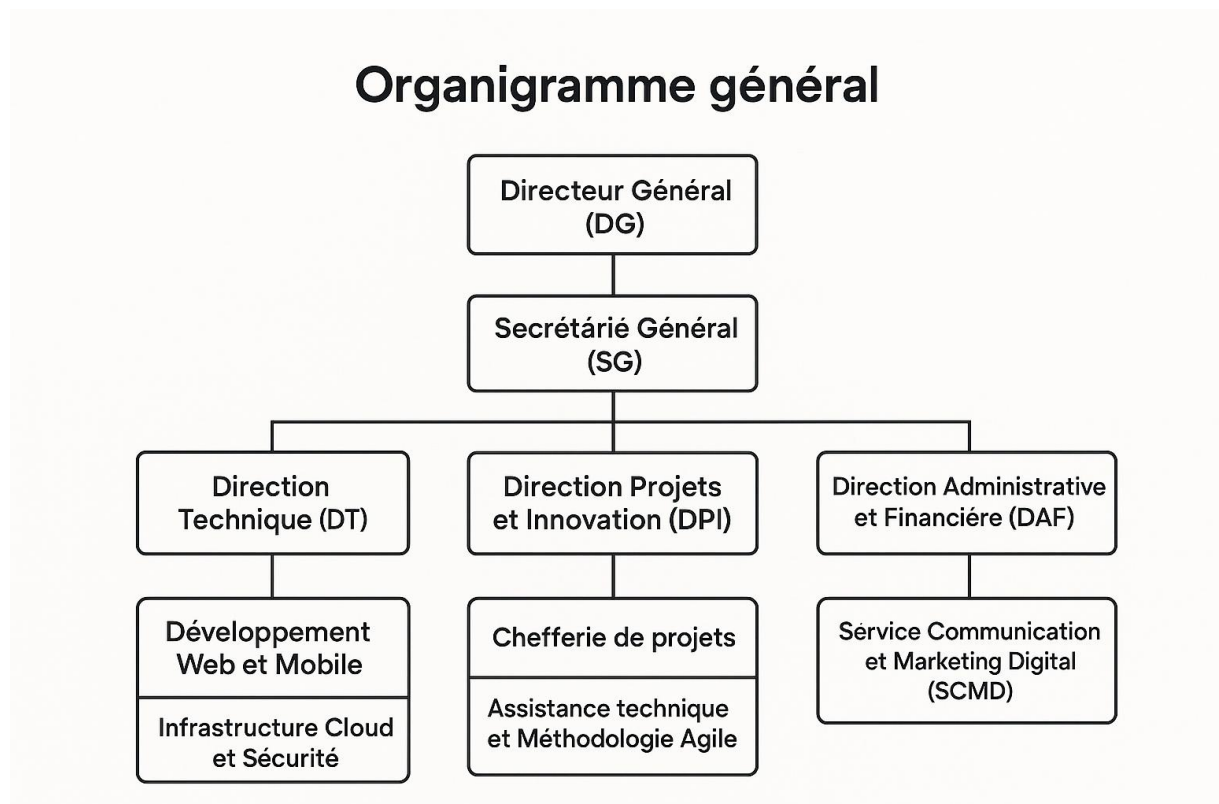 Organigramme général
Directeur Général
(DG)
Secrétárié Général
(SG)
Direction
Technique (DT)
Direction Projets
et Innovation (DPI)
Direction Administrative
et Financiére (DAF)
Développement
Web et Mobile
Infrastructure Cloud
et Sécurité
Chefferie de projets
Assistance technique
et Méthodologie Agile
Sérvice Communication
et Marketing Digital
(SCMD)